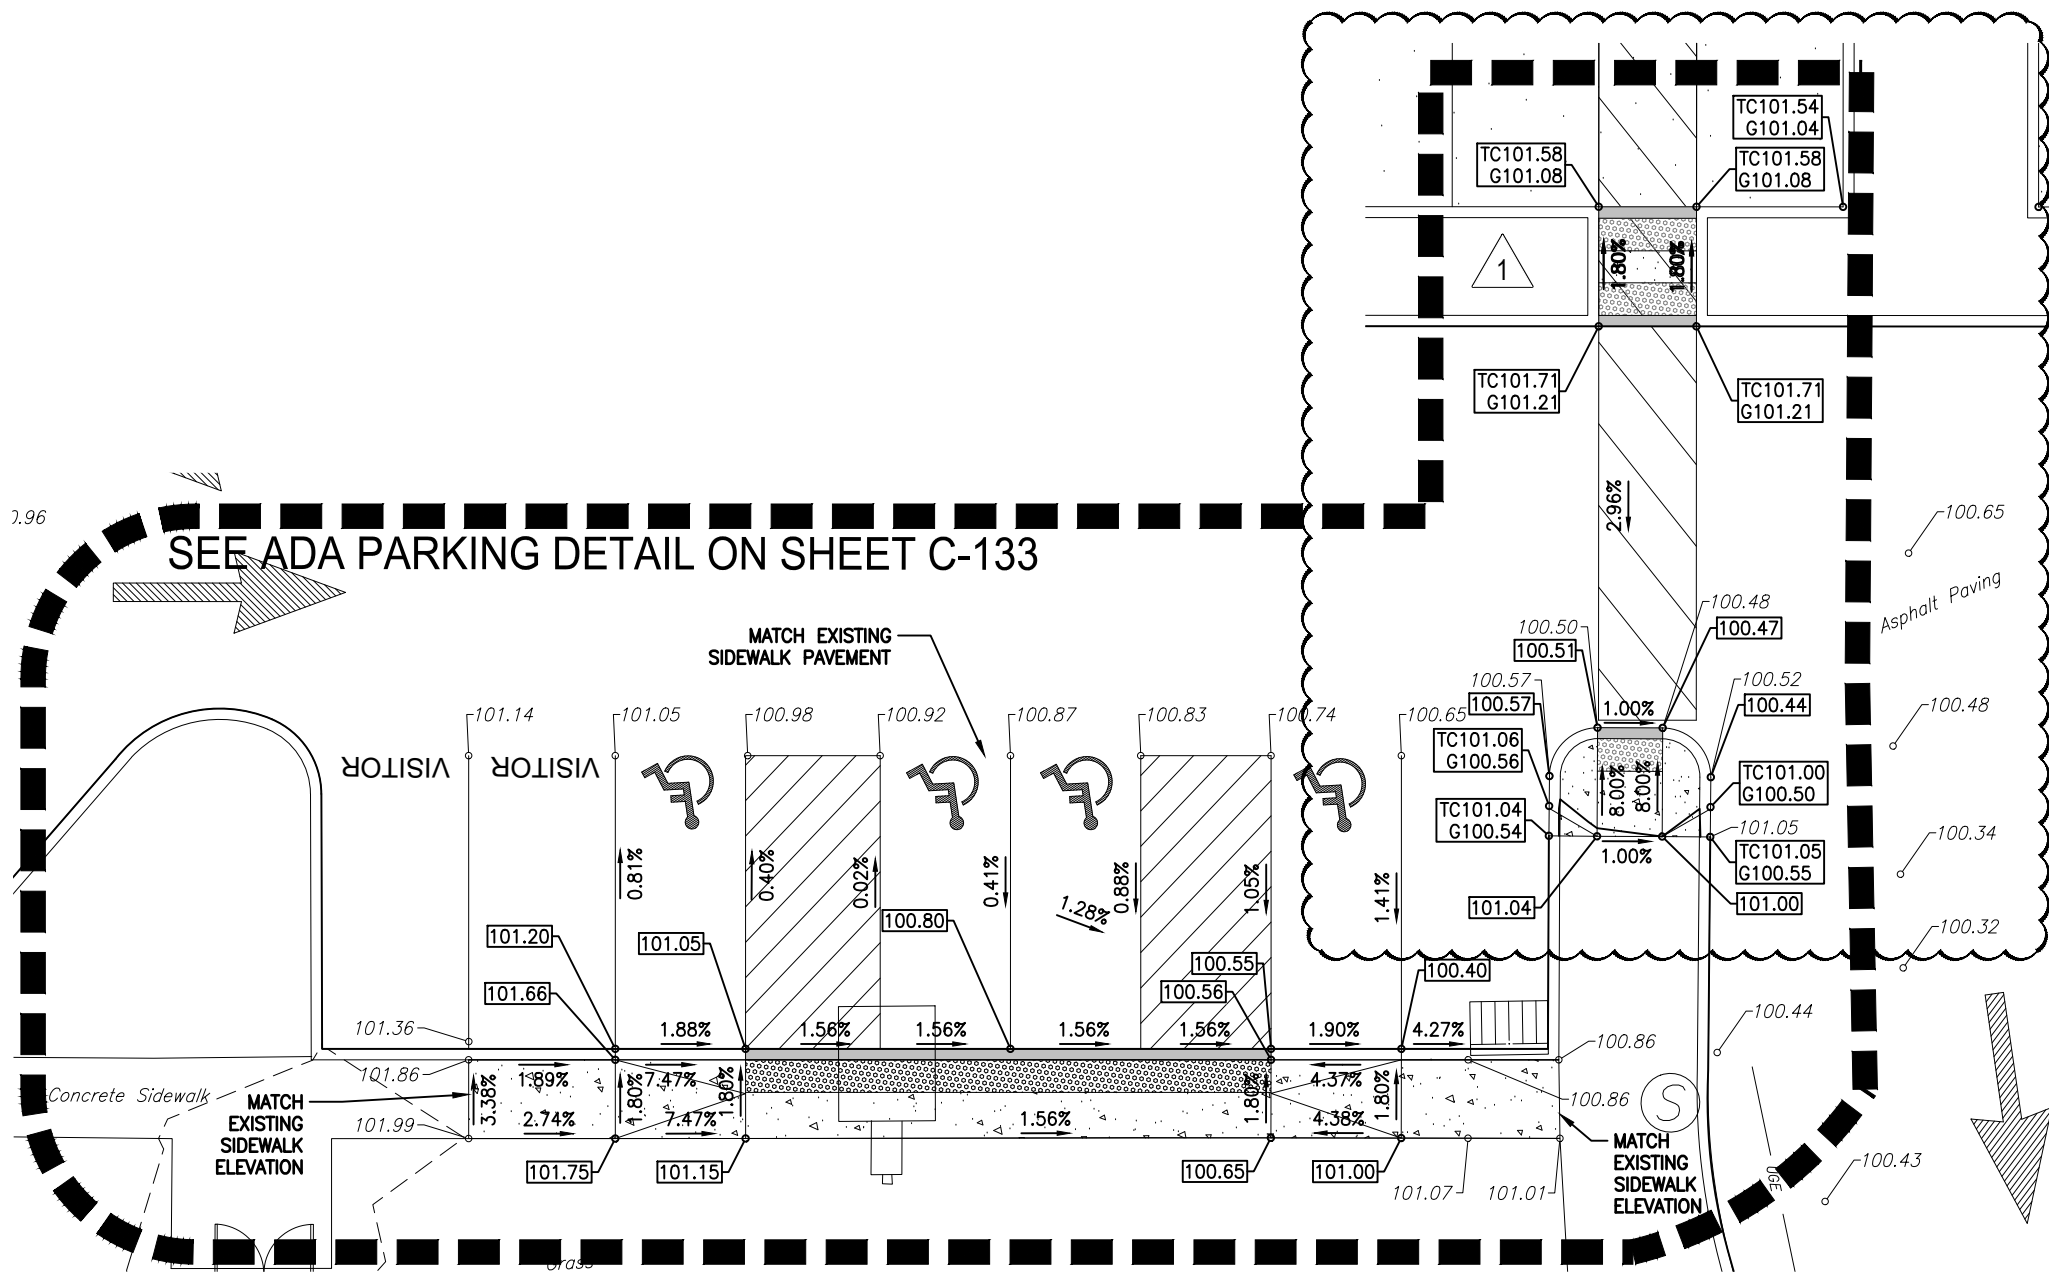 TC101.54
G101.04
TC101.58
G101.08
TC101.58
G101.08
1.80%
1.80%
1
TC101.71
G101.21
TC101.71
G101.21
2.96%
100.65
Asphalt Paving
SEE ADA PARKING DETAIL ON SHEET C-133
MATCH EXISTING
SIDEWALK PAVEMENT
100.48
100.47
100.50
100.51
100.57
100.57
100.52
100.44
1.00%
101.14
101.05
100.98
100.92
100.87
100.83
100.74
100.65
VISITOR
VISITOR
TC101.06
G100.56
TC101.04
G100.54
8.00%
8.00%
TC101.00
G100.50
101.05
TC101.05
G100.55
1.00%
101.04
101.00
100.48
100.34
100.32
100.44
100.43
0.81%
0.40%
0.02%
0.41%
1.28%
0.88%
1.05%
1.41%
101.20
101.05
100.80
100.55
100.40
101.66
100.56
101.36
1.88%
1.56%
1.56%
1.56%
1.56%
1.90%
4.27%
100.86
101.86
Concrete Sidewalk
MATCH
EXISTING
SIDEWALK
ELEVATION
101.99
3.38%
1.89%
2.74%
1.80%
7.47%
7.47%
1.80%
1.56%
1.80%
4.37%
4.38%
1.80%
100.86
S
MATCH
EXISTING
SIDEWALK
ELEVATION
101.75
101.15
100.65
101.00
101.07
101.01
UGE